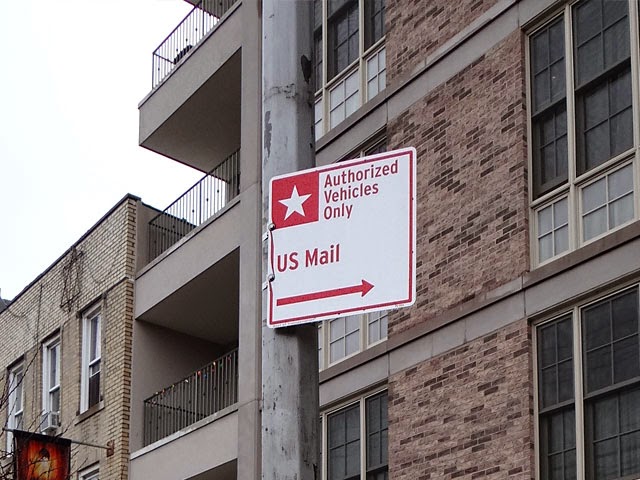 Authorized
Vehicles
Only
US Mail